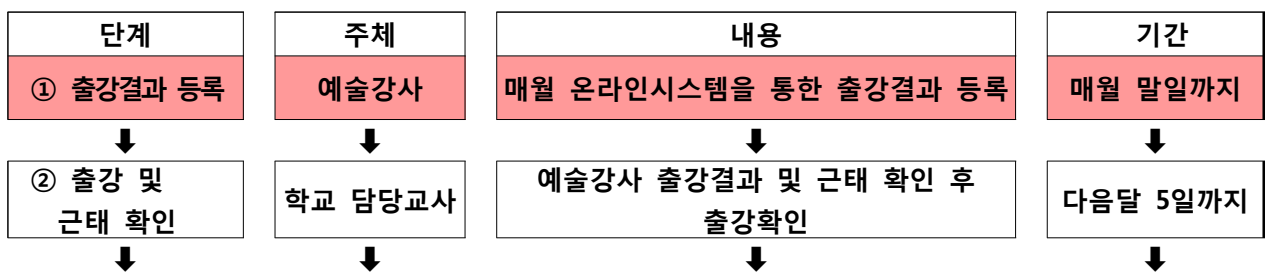 단계 주체 내용 기간
① 출강결과 등록 예술강사 매월 온라인시스템을 통한 출강결과 등록 매월 말일까지
② 출강 및
근태 확인
학교 담당교사
예술강사 출강결과 및 근태 확인 후
출강확인
다음달 5일까지